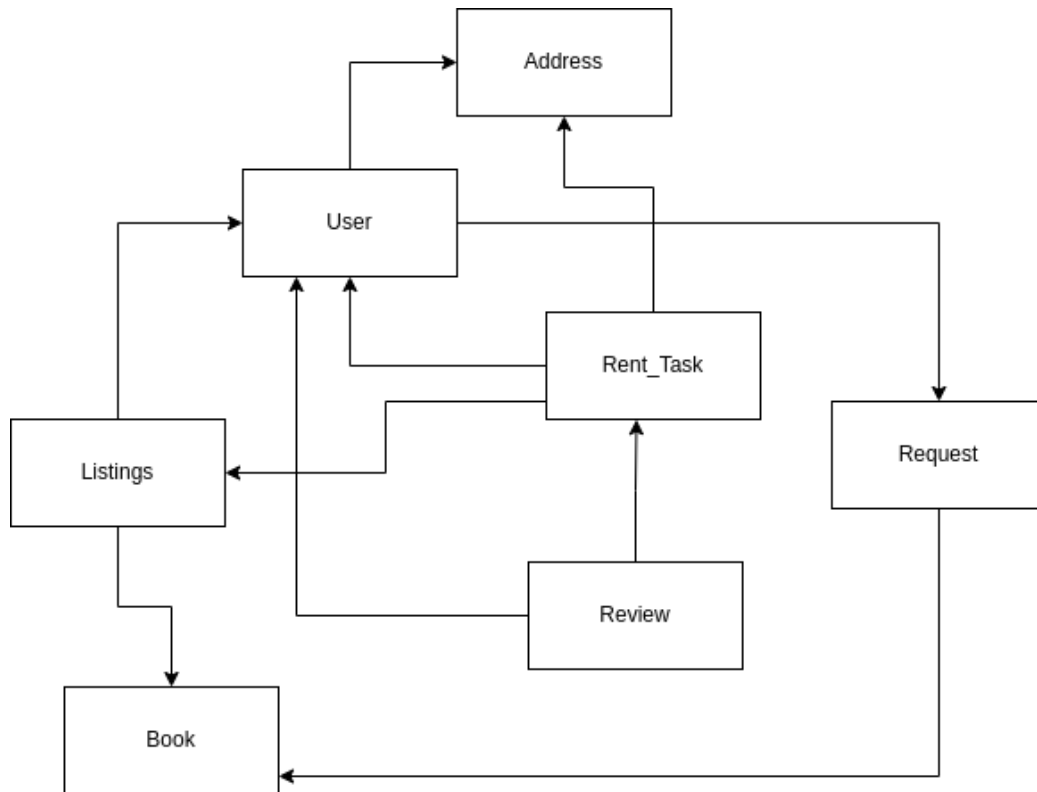 Address
User
Rent_Task
Request
Listings
Review
Book